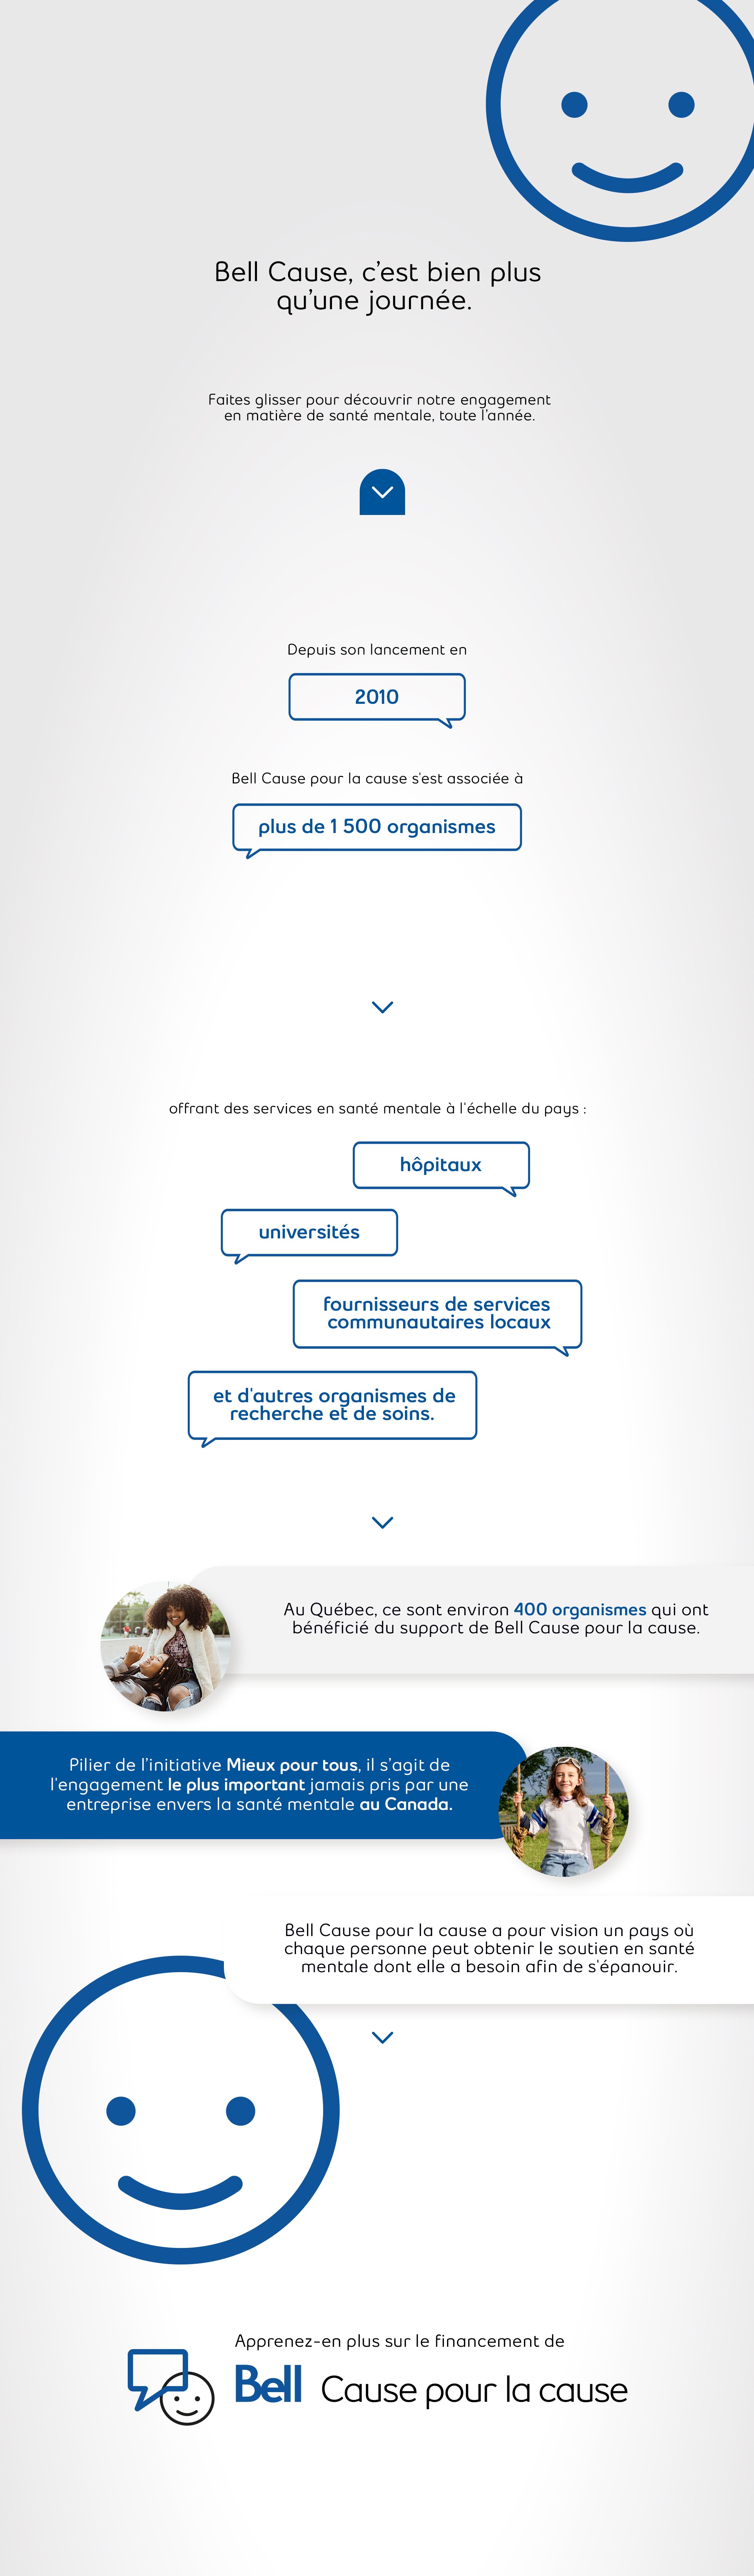 Bell Cause, c’est bien plus
qu’une journée.
Faites glisser pour découvrir notre engagement
en matière de santé mentale, toute l’année.
Depuis son lancement en
2010
Bell Cause pour la cause s'est associée à
plus de 1 500 organismes
offrant des services en santé mentale à l'échelle du pays :
hôpitaux
universités
fournisseurs de services
communautaires locaux
et d'autres organismes de
recherche et de soins.
Au Québec, ce sont environ 400 organismes qui ont
bénéficié du support de Bell Cause pour la cause.
Pilier de l’initiative Mieux pour tous, il s’agit de
l'engagement le plus important jamais pris par une
entreprise envers la santé mentale au Canada.
Bell Cause pour la cause a pour vision un pays où
chaque personne peut obtenir le soutien en santé
mentale dont elle a besoin afin de s'épanouir.
Apprenez-en plus sur le financement de
Bell Cause pour la cause